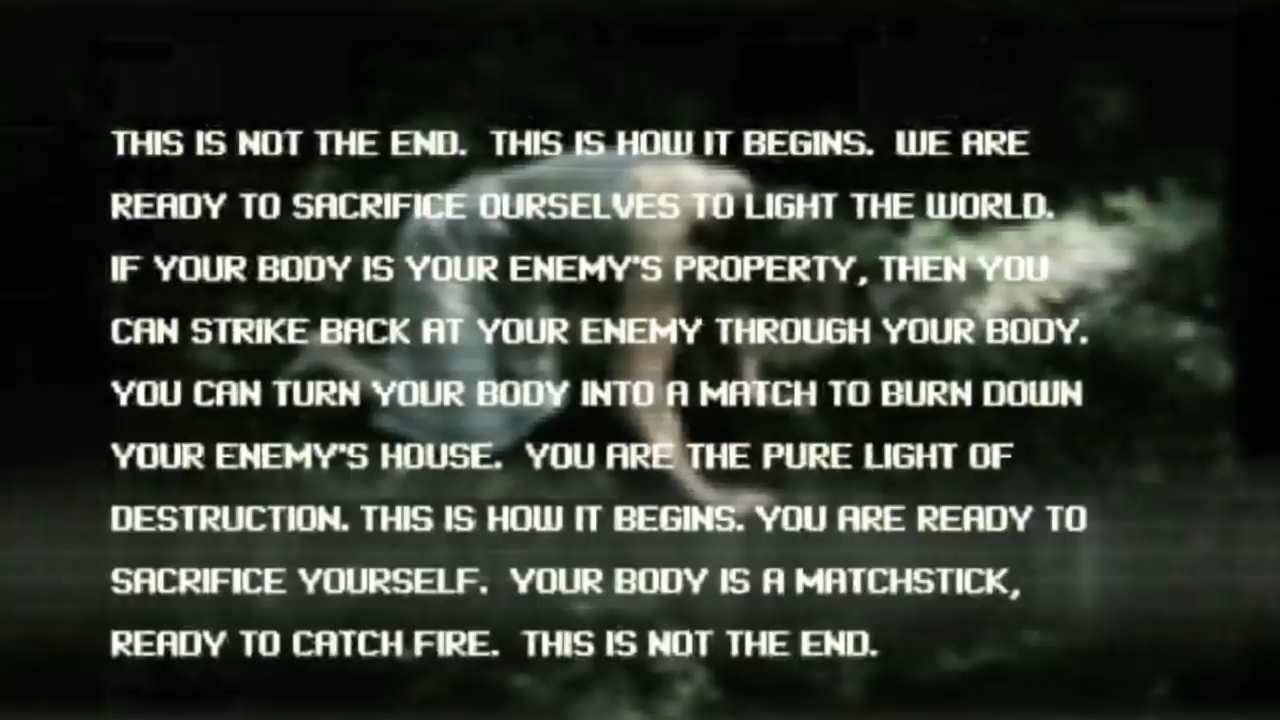 THIS IS NOT THE END.  THIS IS HOW IT BEGINS.  WE ARE
READY TO SACRIFICE OURSELVES TO LIGHT THE WORLD.
IF YOUR BODY IS YOUR ENEMY'S PROPERTY, THEN YOU
CAN STRIKE BACK AT YOUR ENEMY THROUGH YOUR BODY.
YOU CAN TURN YOUR BODY INTO A MATCH TO BURN DOWN
YOUR ENEMY'S HOUSE.  YOU ARE THE PURE LIGHT OF
DESTRUCTION. THIS IS HOW IT BEGINS. YOU ARE READY TO
SACRIFICE YOURSELF.  YOUR BODY IS A MATCHSTICK,
READY TO CATCH FIRE.  THIS IS NOT THE END.